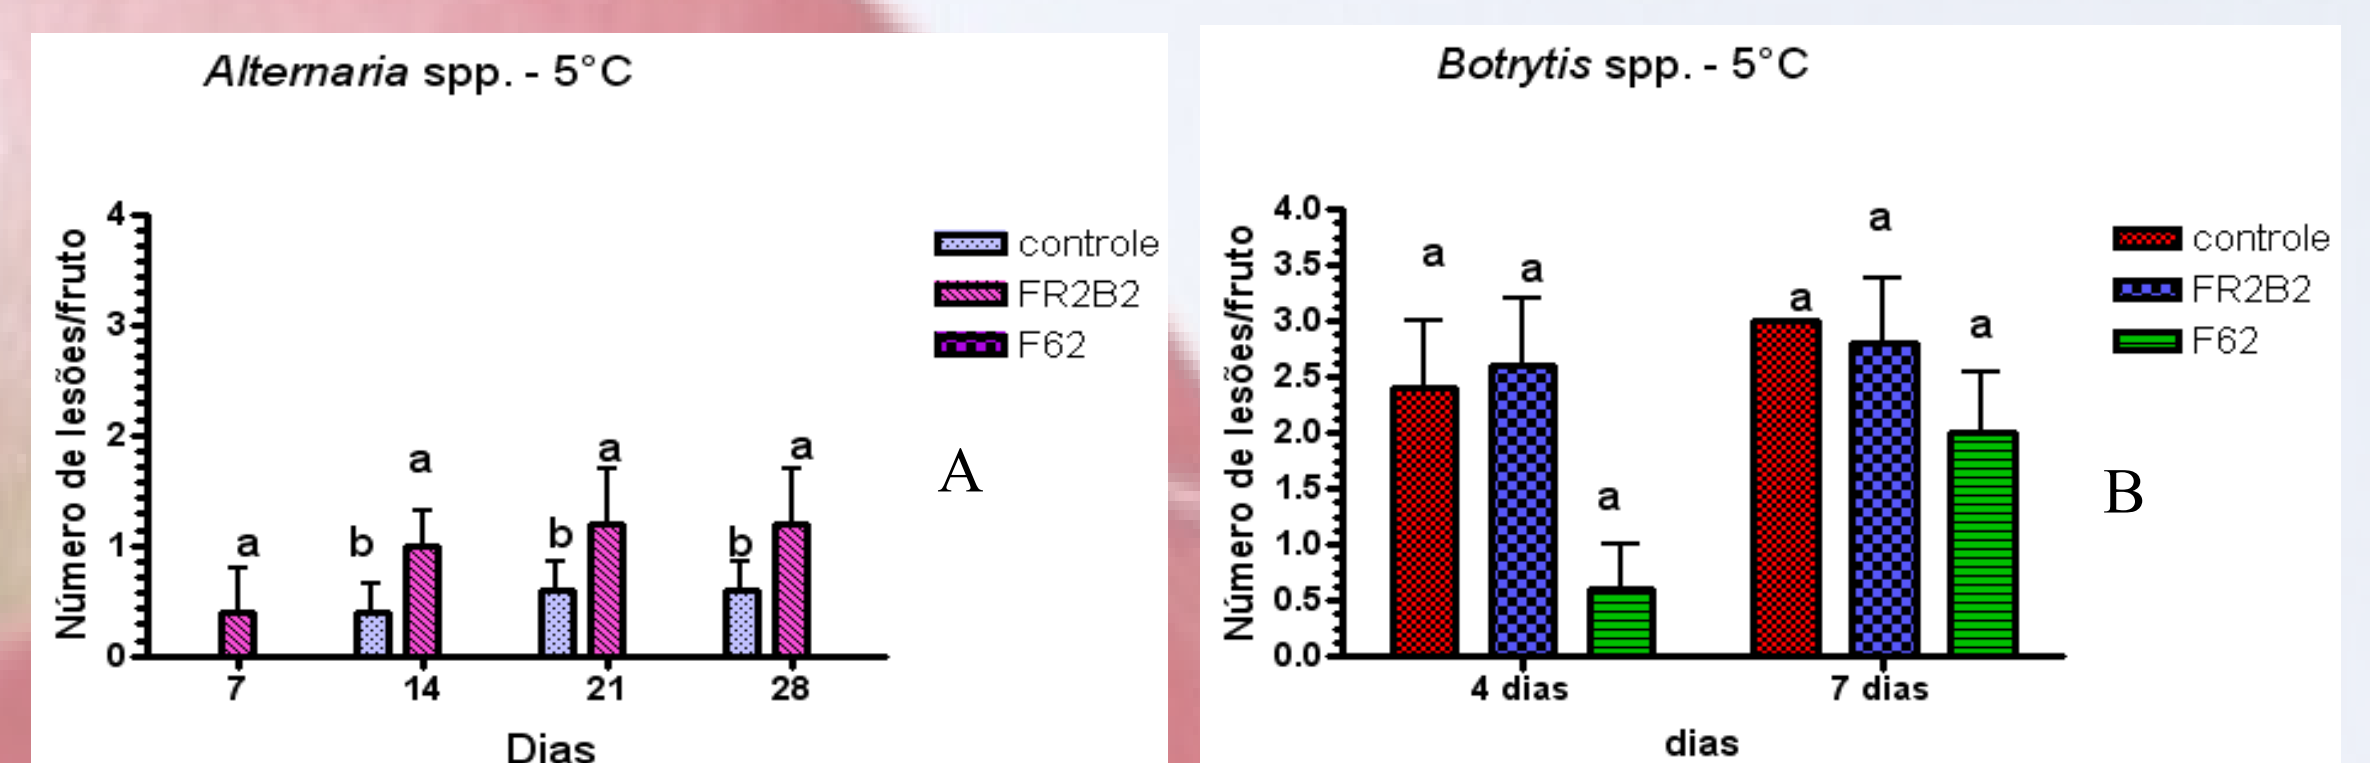 Alternaria spp. - 5°C
Número de lesões/fruto
4
3
2
1
0
a
b
a
b
a
b
a
7
14
21
28
Dias
controle
FR2B2
F62
A
Botrytis spp. - 5°C
Número de lesões/fruto
4.0
3.5
3.0
2.5
2.0
1.5
1.0
0.5
0.0
a
a
a
a
a
a
4 dias
7 dias
dias
controle
FR2B2
F62
B